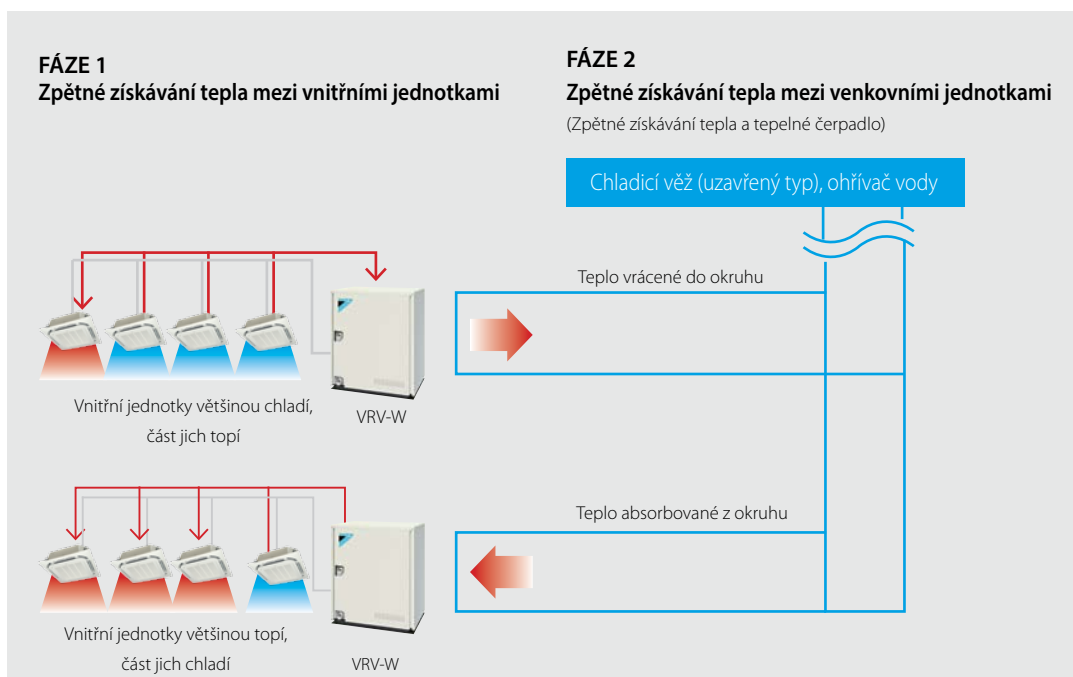 FÁZE 1
Zpětné získávání tepla mezi vnitřními jednotkami
FÁZE 2
Zpětné získávání tepla mezi venkovními jednotkami
(Zpětné získávání tepla a tepelné čerpadlo)
Chladicí věž (uzavřený typ), ohřívač vody
Teplo vrácené do okruhu
Vnitřní jednotky většinou chladí,
část jich topí
VRV-W
Teplo absorbované z okruhu
Vnitřní jednotky většinou topí,
část jich chladí
VRV-W